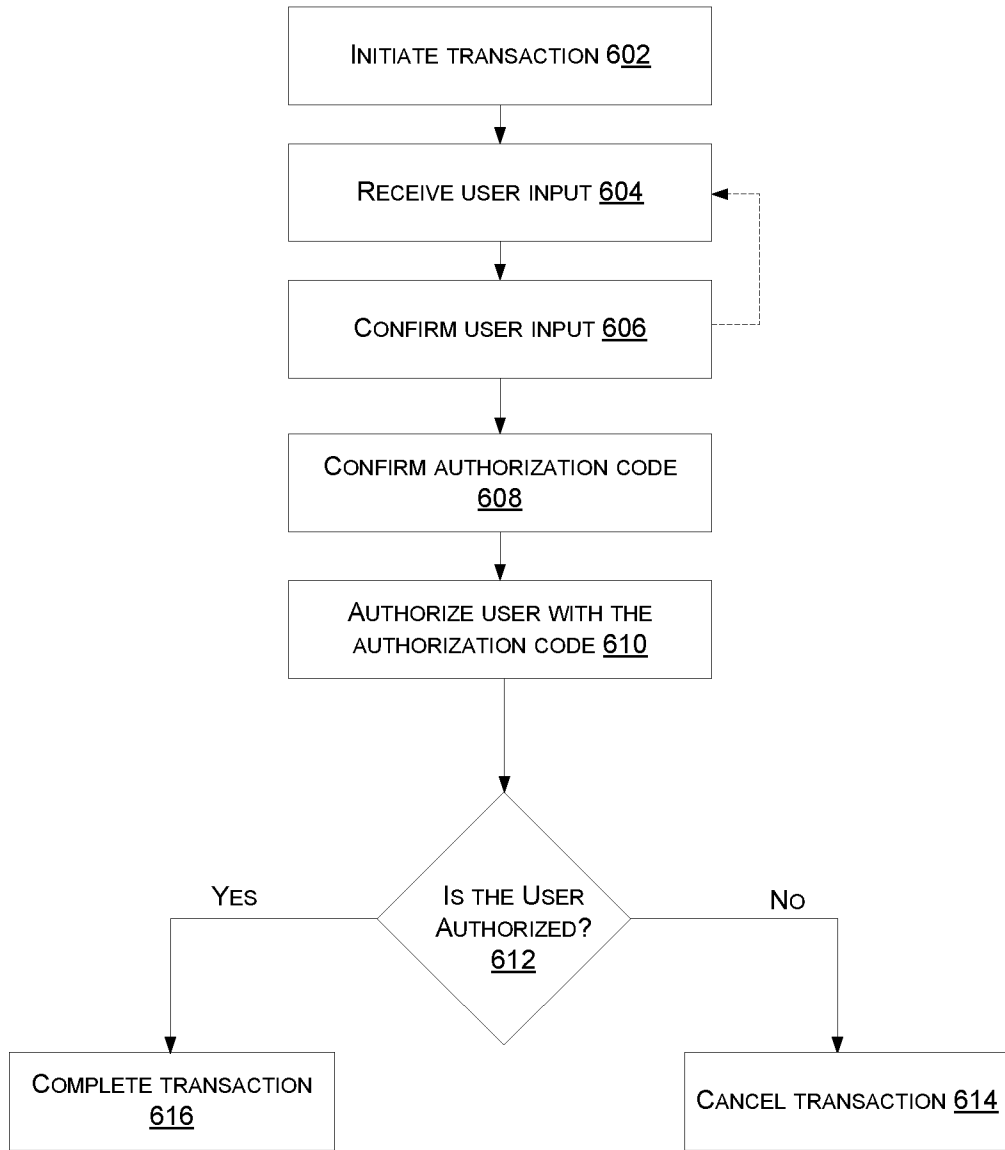 INITIATE TRANSACTION 602
RECEIVE USER INPUT 604
CONFIRM USER INPUT 606
CONFIRM AUTHORIZATION CODE
608
AUTHORIZE USER WITH THE
AUTHORIZATION CODE 610
IS THE USER
AUTHORIZED?
612
YES
NO
COMPLETE TRANSACTION
616
CANCEL TRANSACTION 614